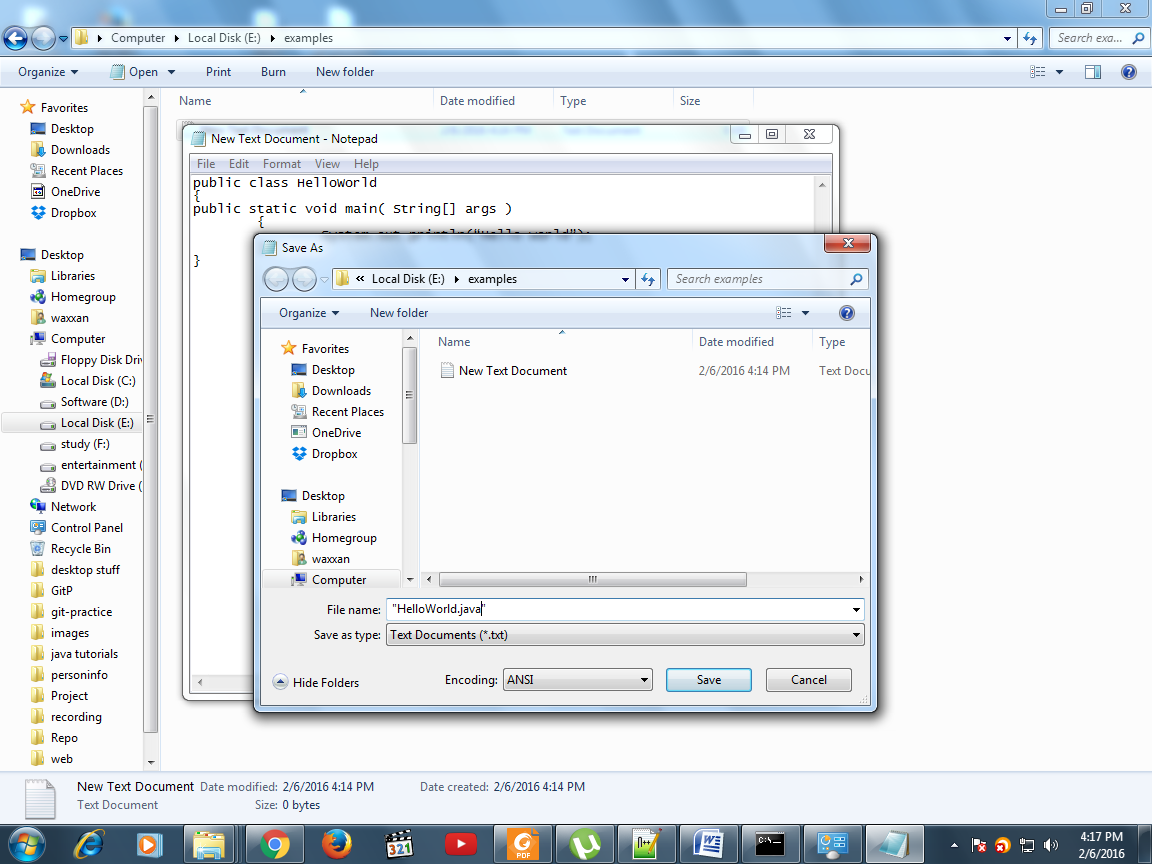 Computer Local Disk (E:) examples Search exa...
Organize Open Print Burn New folder
Name Date modified Type Size
Favorites
Desktop
Downloads
Recent Places
OneDrive
Dropbox
Desktop
Libraries
Homegroup
waxxan
Computer
Floppy Disk Driv
Local Disk (C:)
Software (D:)
Local Disk (E:)
study (F:)
entertainment (
DVD RW Drive (
Network
Control Panel
Recycle Bin
desktop stuff
GitP
git-practice
images
java tutorials
personinfo
Project
recording
Repo
web
New Text Document - Notepad
File Edit Format View Help
public class HelloWorld
{
public static void main( String[] args )
{
System.out.println("Hello world");
}
Save As
« Local Disk (E:) examples Search examples
Organize New folder
Favorites
Desktop
Downloads
Recent Places
OneDrive
Dropbox
Desktop
Libraries
Homegroup
waxxan
Computer
Name Date modified Type
New Text Document 2/6/2016 4:14 PM Text Docu
File name: "HelloWorld.java"
Save as type: Text Documents (*.txt)
Hide Folders Encoding: ANSI Save Cancel
New Text Document Date modified: 2/6/2016 4:14 PM Date created: 2/6/2016 4:14 PM
Text Document Size: 0 bytes
321
PDF
n++
W
C:\_
4:17 PM
2/6/2016